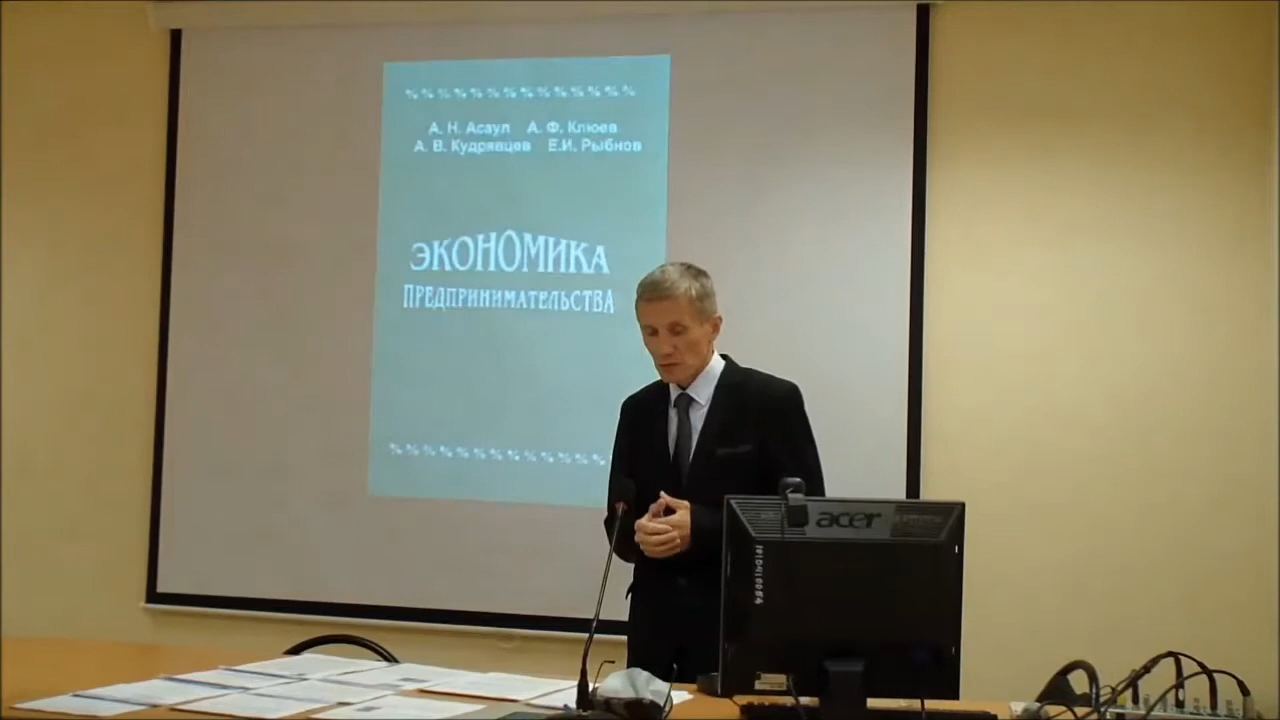 А. Н. Асаул А. Ф. Клюев
А. В. Кудрявцев Е.И. Рыбнов
ЭКОНОМИКА
ПРЕДПРИНИМАТЕЛЬСТВА
acer